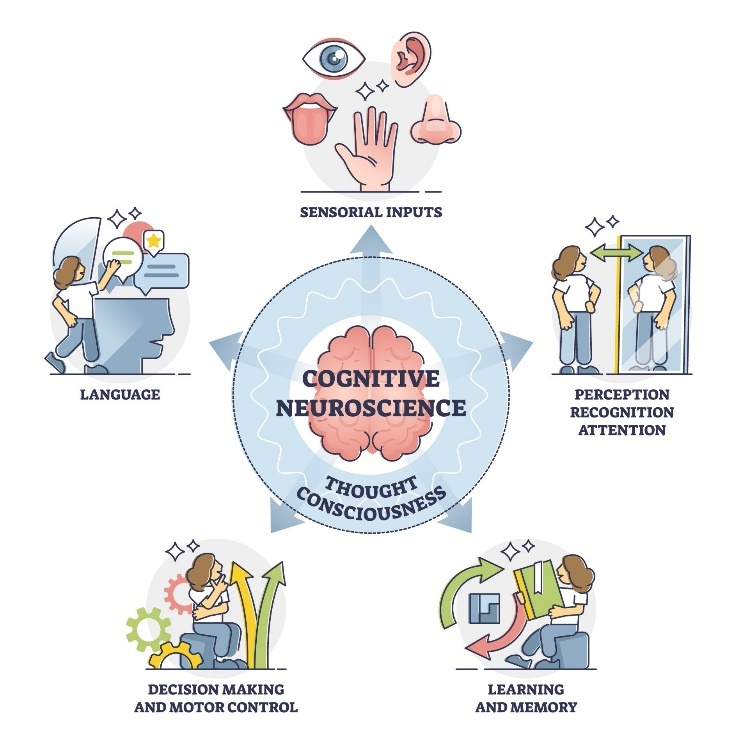 SENSORIAL INPUTS
LANGUAGE
PERCEPTION
RECOGNITION
ATTENTION
COGNITIVE
NEUROSCIENCE
THOUGHT
CONSCIOUSNESS
DECISION MAKING
AND MOTOR CONTROL
LEARNING
AND MEMORY